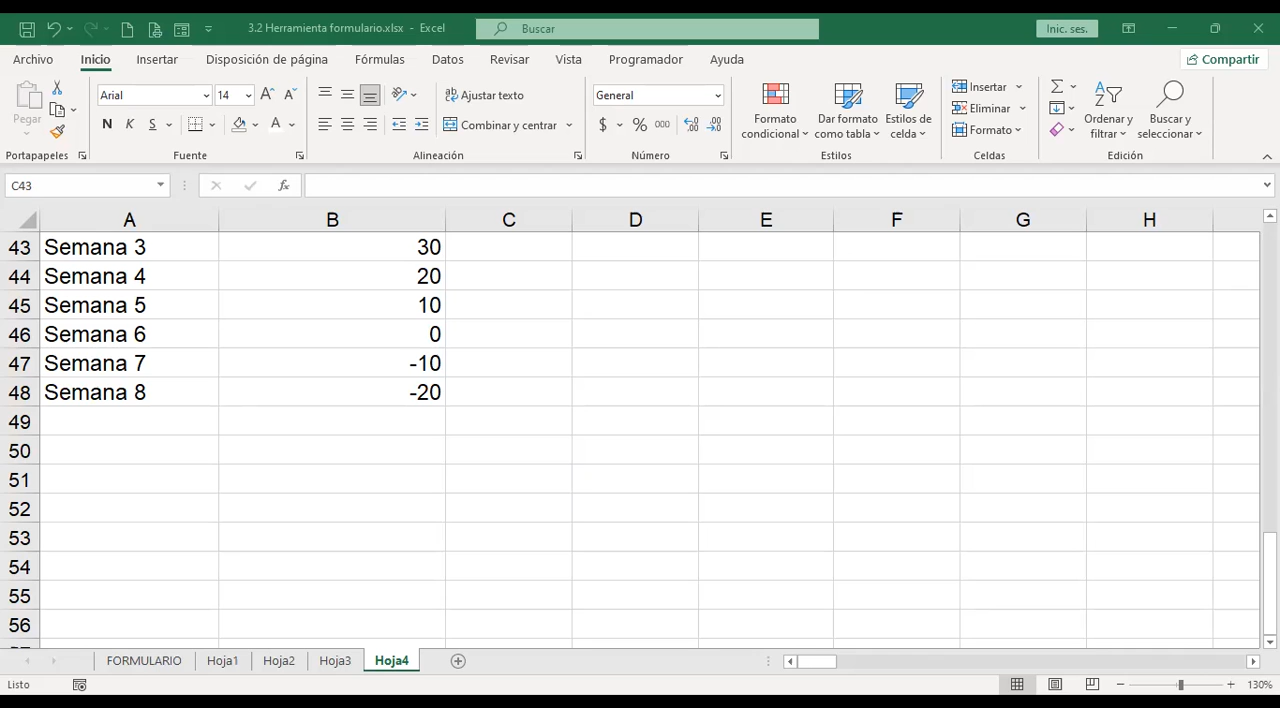 3.2 Herramienta formulario.xlsx - Excel
Buscar
Inic. ses.
Archivo Inicio Insertar Disposición de página Fórmulas Datos Revisar Vista Programador Ayuda
Compartir
Pegar
Portapapeles
Arial 14
N K S A
Fuente
Ajustar texto
Combinar y centrar
Alineación
General
$ % 000
Número
Formato condicional
Dar formato como tabla
Estilos de celda
Estilos
Insertar
Eliminar
Formato
Celdas
Ordenar y filtrar
Buscar y seleccionar
Edición
C43
fx
A B C D E F G H
43 Semana 3 30
44 Semana 4 20
45 Semana 5 10
46 Semana 6 0
47 Semana 7 -10
48 Semana 8 -20
49
50
51
52
53
54
55
56
FORMULARIO Hoja1 Hoja2 Hoja3 Hoja4
Listo
130%